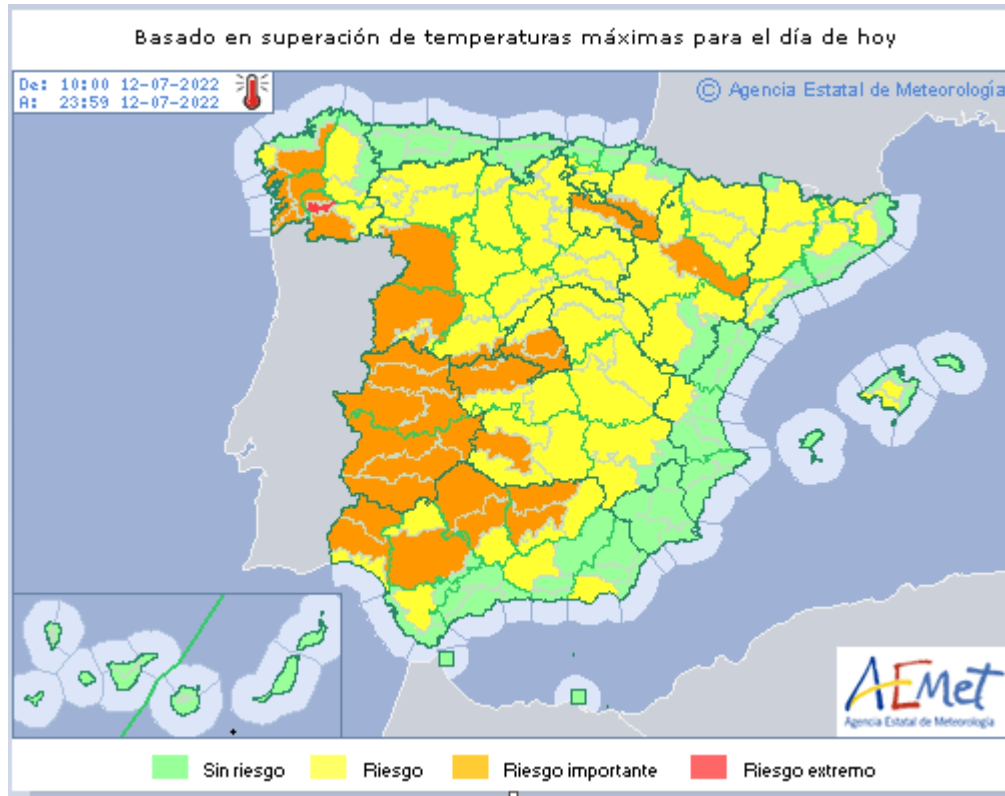 Basado en superación de temperaturas máximas para el día de hoy
De: 10:00 12-07-2022
A: 23:59 12-07-2022
© Agencia Estatal de Meteorología
AEMet
Agencia Estatal de Meteorología
Sin riesgo
Riesgo
Riesgo importante
Riesgo extremo